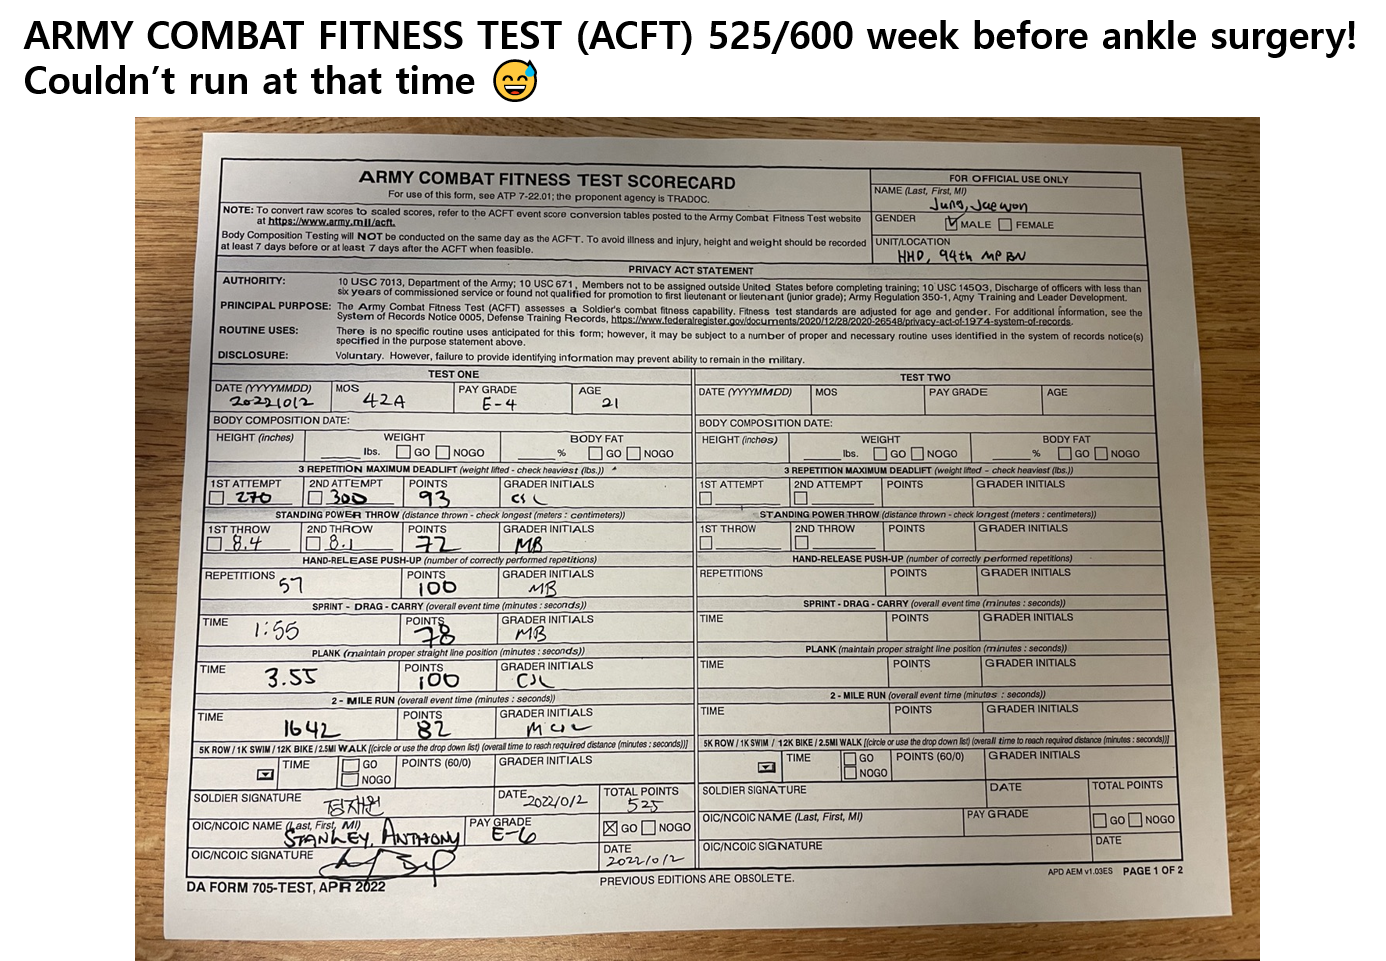 ARMY COMBAT FITNESS TEST (ACFT) 525/600 week before ankle surgery!
Couldn’t run at that time 😅
ARMY COMBAT FITNESS TEST SCORECARD
For use of this form, see ATP 7-22.01; the proponent agency is TRADOC.
NOTE: To convert raw scores to scaled scores, refer to the ACFT event score conversion tables posted to the Army Combat Fitness Test website
at https://www.army.mil/acft.
Body Composition Testing will NOT be conducted on the same day as the ACFT. To avoid illness and injury, height and weight should be recorded
at least 7 days before or at least 7 days after the ACFT when feasible.
FOR OFFICIAL USE ONLY
NAME (Last, First, MI)
Jung, Jaewon
GENDER MALE FEMALE
UNIT/LOCATION
HHD, 94th MP BN
PRIVACY ACT STATEMENT
AUTHORITY: 10 USC 7013, Department of the Army; 10 USC 671, Members not to be assigned outside United States before completing training; 10 USC 14503, Discharge of officers with less than
six years of commissioned service or found not qualified for promotion to first lieutenant or lieutenant (junior grade); Army Regulation 350-1, Army Training and Leader Development.
PRINCIPAL PURPOSE: The Army Combat Fitness Test (ACFT) assesses a Soldier's combat fitness capability. Fitness test standards are adjusted for age and gender. For additional information, see the
System of Records Notice 0005, Defense Training Records, https://www.federalregister.gov/documents/2020/12/28/2020-26548/privacy-act-of-1974-system-of-records.
ROUTINE USES: There is no specific routine uses anticipated for this form; however, it may be subject to a number of proper and necessary routine uses identified in the system of records notice(s)
specified in the purpose statement above.
DISCLOSURE: Voluntary. However, failure to provide identifying information may prevent ability to remain in the military.
TEST ONE
DATE (YYYYMMDD) MOS PAY GRADE AGE
20221012 42A E-4 21
BODY COMPOSITION DATE:
HEIGHT (inches) WEIGHT BODY FAT
lbs. GO NOGO % GO NOGO
3 REPETITION MAXIMUM DEADLIFT (weight lifted - check heaviest (lbs.))
1ST ATTEMPT 2ND ATTEMPT POINTS GRADER INITIALS
270 300 93 CSL
STANDING POWER THROW (distance thrown - check longest (meters : centimeters))
1ST THROW 2ND THROW POINTS GRADER INITIALS
8.4 8.1 72 MB
HAND-RELEASE PUSH-UP (number of correctly performed repetitions)
REPETITIONS POINTS GRADER INITIALS
57 100 MB
SPRINT - DRAG - CARRY (overall event time (minutes : seconds))
TIME POINTS GRADER INITIALS
1:55 78 MB
PLANK (maintain proper straight line position (minutes : seconds))
TIME POINTS GRADER INITIALS
3.55 100 CSL
2 - MILE RUN (overall event time (minutes : seconds))
TIME POINTS GRADER INITIALS
1642 82
5K ROW / 1K SWIM / 12K BIKE / 2.5MI WALK [(circle or use the drop down list) (overall time to reach required distance (minutes : seconds))]
TIME GO POINTS (60/0) GRADER INITIALS
NOGO
SOLDIER SIGNATURE DATE TOTAL POINTS
정재원 20221012 525
OIC/NCOIC NAME (Last, First, MI) PAY GRADE GO NOGO
STANLEY, ANTHONY E-6
OIC/NCOIC SIGNATURE DATE
20221012
TEST TWO
DATE (YYYYMMDD) MOS PAY GRADE AGE
BODY COMPOSITION DATE:
HEIGHT (inches) WEIGHT BODY FAT
lbs. GO NOGO % GO NOGO
3 REPETITION MAXIMUM DEADLIFT (weight lifted - check heaviest (lbs.))
1ST ATTEMPT 2ND ATTEMPT POINTS GRADER INITIALS
STANDING POWER THROW (distance thrown - check longest (meters : centimeters))
1ST THROW 2ND THROW POINTS GRADER INITIALS
HAND-RELEASE PUSH-UP (number of correctly performed repetitions)
REPETITIONS POINTS GRADER INITIALS
SPRINT - DRAG - CARRY (overall event time (minutes : seconds))
TIME POINTS GRADER INITIALS
PLANK (maintain proper straight line position (minutes : seconds))
TIME POINTS GRADER INITIALS
2 - MILE RUN (overall event time (minutes : seconds))
TIME POINTS GRADER INITIALS
5K ROW / 1K SWIM / 12K BIKE / 2.5MI WALK [(circle or use the drop down list) (overall time to reach required distance (minutes : seconds))]
TIME GO POINTS (60/0) GRADER INITIALS
NOGO
SOLDIER SIGNATURE DATE TOTAL POINTS
OIC/NCOIC NAME (Last, First, MI) PAY GRADE GO NOGO
OIC/NCOIC SIGNATURE DATE
DA FORM 705-TEST, APR 2022 PREVIOUS EDITIONS ARE OBSOLETE. APD AEM v1.03ES PAGE 1 OF 2